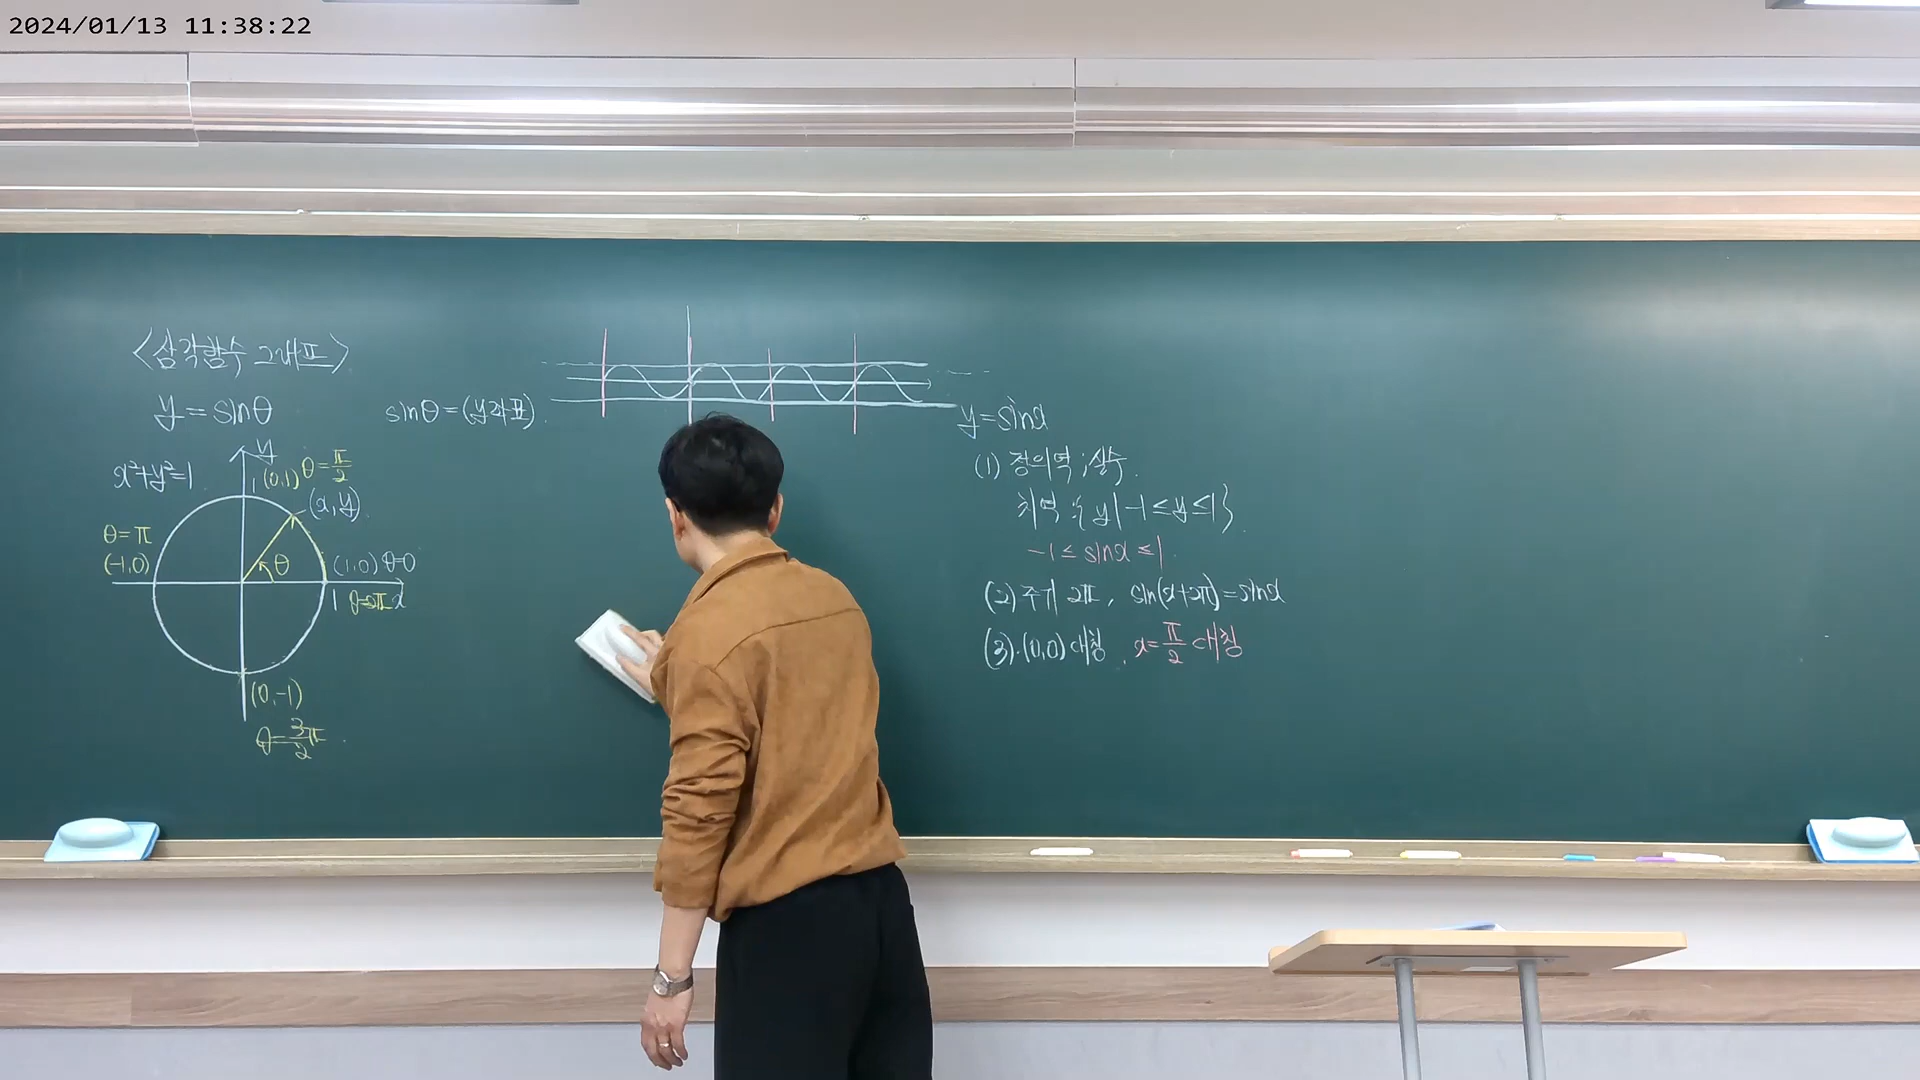 2024/01/13 11:38:22
<삼각함수 그래프>
y=sinθ
sinθ=(y좌표).
x²+y²=1
y
1 (0,1) θ=π/2
(x,y)
θ=π
(-1,0)
θ
(1,0) θ=0
1 θ=2π x
(0,-1)
θ=3π/2
y=sinx
(1) 정의역 ; 실수.
치역 {y|-1≤y≤1}.
-1≤sinx≤1.
(2) 주기 2π, sin(x+2π)=sinx
(3).(0,0) 대칭, x=π/2 대칭